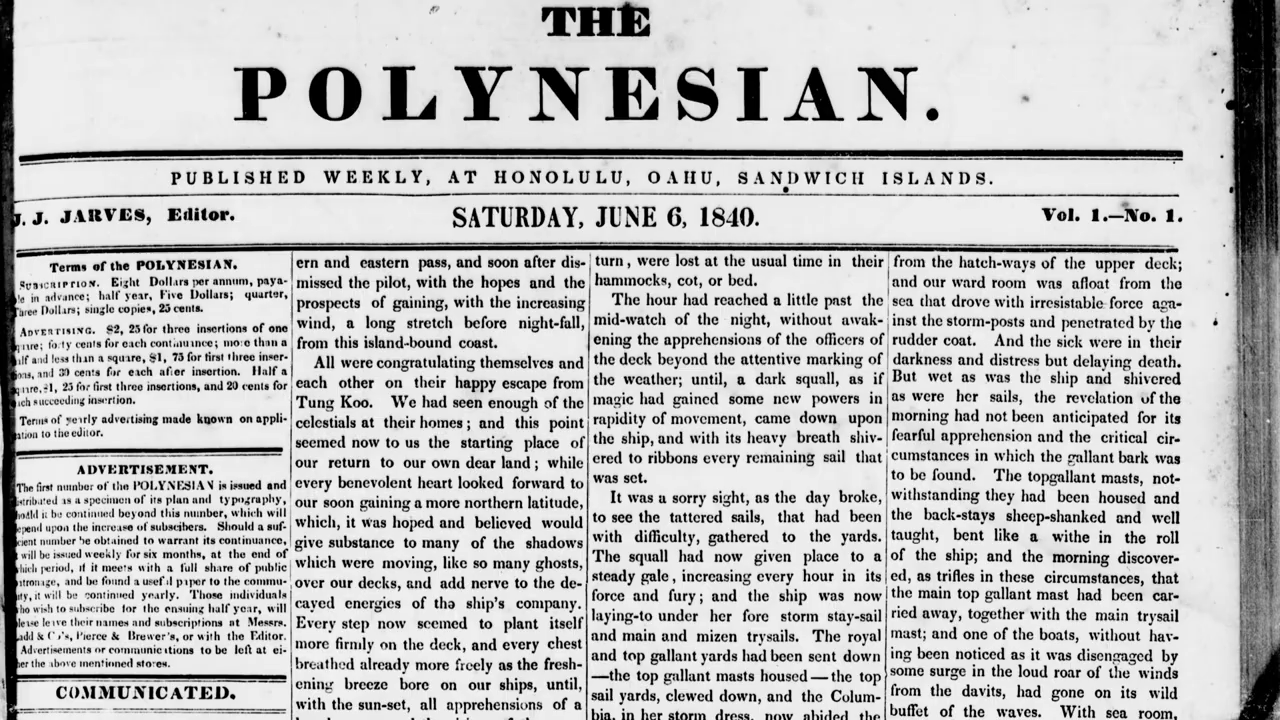 THE
POLYNESIAN.
PUBLISHED WEEKLY, AT HONOLULU, OAHU, SANDWICH ISLANDS.
J. J. JARVES, Editor.
SATURDAY, JUNE 6, 1840.
Vol. 1.—No. 1.
Terms of the POLYNESIAN.
SUBSCRIPTION. Eight Dollars per annum, paya-
in advance; half year, Five Dollars; quarter,
Three Dollars; single copies, 25 cents.
ADVERTISING. $2, 25 for three insertions of one
forty cents for each continuance; more than a
half and less than a square, $1, 75 for first three inser-
and 30 cents for each after insertion. Half a
$1, 25 for first three insertions, and 20 cents for
succeeding insertion.
Terms of yearly advertising made known on appli-
to the editor.
ADVERTISEMENT.
The first number of the POLYNESIAN is issued and
as a specimen of its plan and typography,
it be continued beyond this number, which will
upon the increase of subscibers. Should a suf-
number be obtained to warrant its continuance,
will be issued weekly for six months, at the end of
which period, if it meets with a full share of public
and be found a useful paper to the commu-
it will be continued yearly. Those individuals
who wish to subscribe for the ensuing half year, will
please leave their names and subscriptions at Messrs.
& Co's, Pierce & Brewer's, or with the Editor.
Advertisements or communications to be left at ei-
the above mentioned stores.
COMMUNICATED.
ern and eastern pass, and soon after dis-
missed the pilot, with the hopes and the
prospects of gaining, with the increasing
wind, a long stretch before night-fall,
from this island-bound coast.
All were congratulating themselves and
each other on their happy escape from
Tung Koo. We had seen enough of the
celestials at their homes; and this point
seemed now to us the starting place of
our return to our own dear land; while
every benevolent heart looked forward to
our soon gaining a more northern latitude,
which, it was hoped and believed would
give substance to many of the shadows
which were moving, like so many ghosts,
over our decks, and add nerve to the de-
cayed energies of the ship's company.
Every step now seemed to plant itself
more firmly on the deck, and every chest
breathed already more freely as the fresh-
ening breeze bore on our ships, until,
with the sun-set, all apprehensions of a
turn, were lost at the usual time in their
hammocks, cot, or bed.
The hour had reached a little past the
mid-watch of the night, without awak-
ening the apprehensions of the officers of
the deck beyond the attentive marking of
the weather; until, a dark squall, as if
magic had gained some new powers in
rapidity of movement, came down upon
the ship, and with its heavy breath shiv-
ered to ribbons every remaining sail that
was set.
It was a sorry sight, as the day broke,
to see the tattered sails, that had been
with difficulty, gathered to the yards.
The squall had now given place to a
steady gale, increasing every hour in its
force and fury; and the ship was now
laying-to under her fore storm stay-sail
and main and mizen trysails. The royal
and top gallant yards had been sent down
—the top gallant masts housed—the top
sail yards, clewed down, and the Colum-
bia, in her storm dress, now abided the
from the hatch-ways of the upper deck;
and our ward room was afloat from the
sea that drove with irresistable force aga-
inst the storm-posts and penetrated by the
rudder coat. And the sick were in their
darkness and distress but delaying death.
But wet as was the ship and shivered
as were her sails, the revelation of the
morning had not been anticipated for its
fearful apprehension and the critical cir-
cumstances in which the gallant bark was
to be found. The topgallant masts, not-
withstanding they had been housed and
the back-stays sheep-shanked and well
taught, bent like a withe in the roll
of the ship; and the morning discover-
ed, as trifles in these circumstances, that
the main top gallant mast had been car-
ried away, together with the main trysail
mast; and one of the boats, without hav-
ing been noticed as it was disengaged by
some surge in the loud roar of the winds
from the davits, had gone on its wild
buffet of the waves. With sea room,